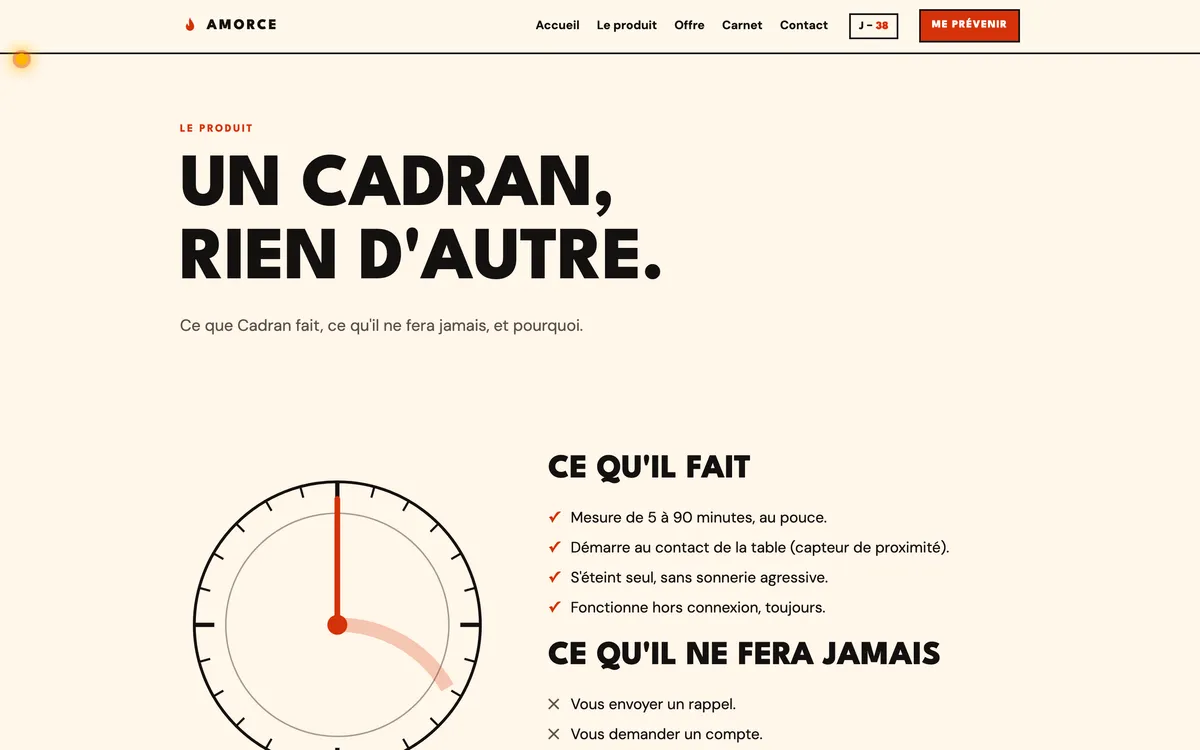 AMORCE
Accueil
Le produit
Offre
Carnet
Contact
J – 38
ME PRÉVENIR
LE PRODUIT
UN CADRAN,
RIEN D'AUTRE.
Ce que Cadran fait, ce qu'il ne fera jamais, et pourquoi.
CE QU'IL FAIT
Mesure de 5 à 90 minutes, au pouce.
Démarre au contact de la table (capteur de proximité).
S'éteint seul, sans sonnerie agressive.
Fonctionne hors connexion, toujours.
CE QU'IL NE FERA JAMAIS
Vous envoyer un rappel.
Vous demander un compte.